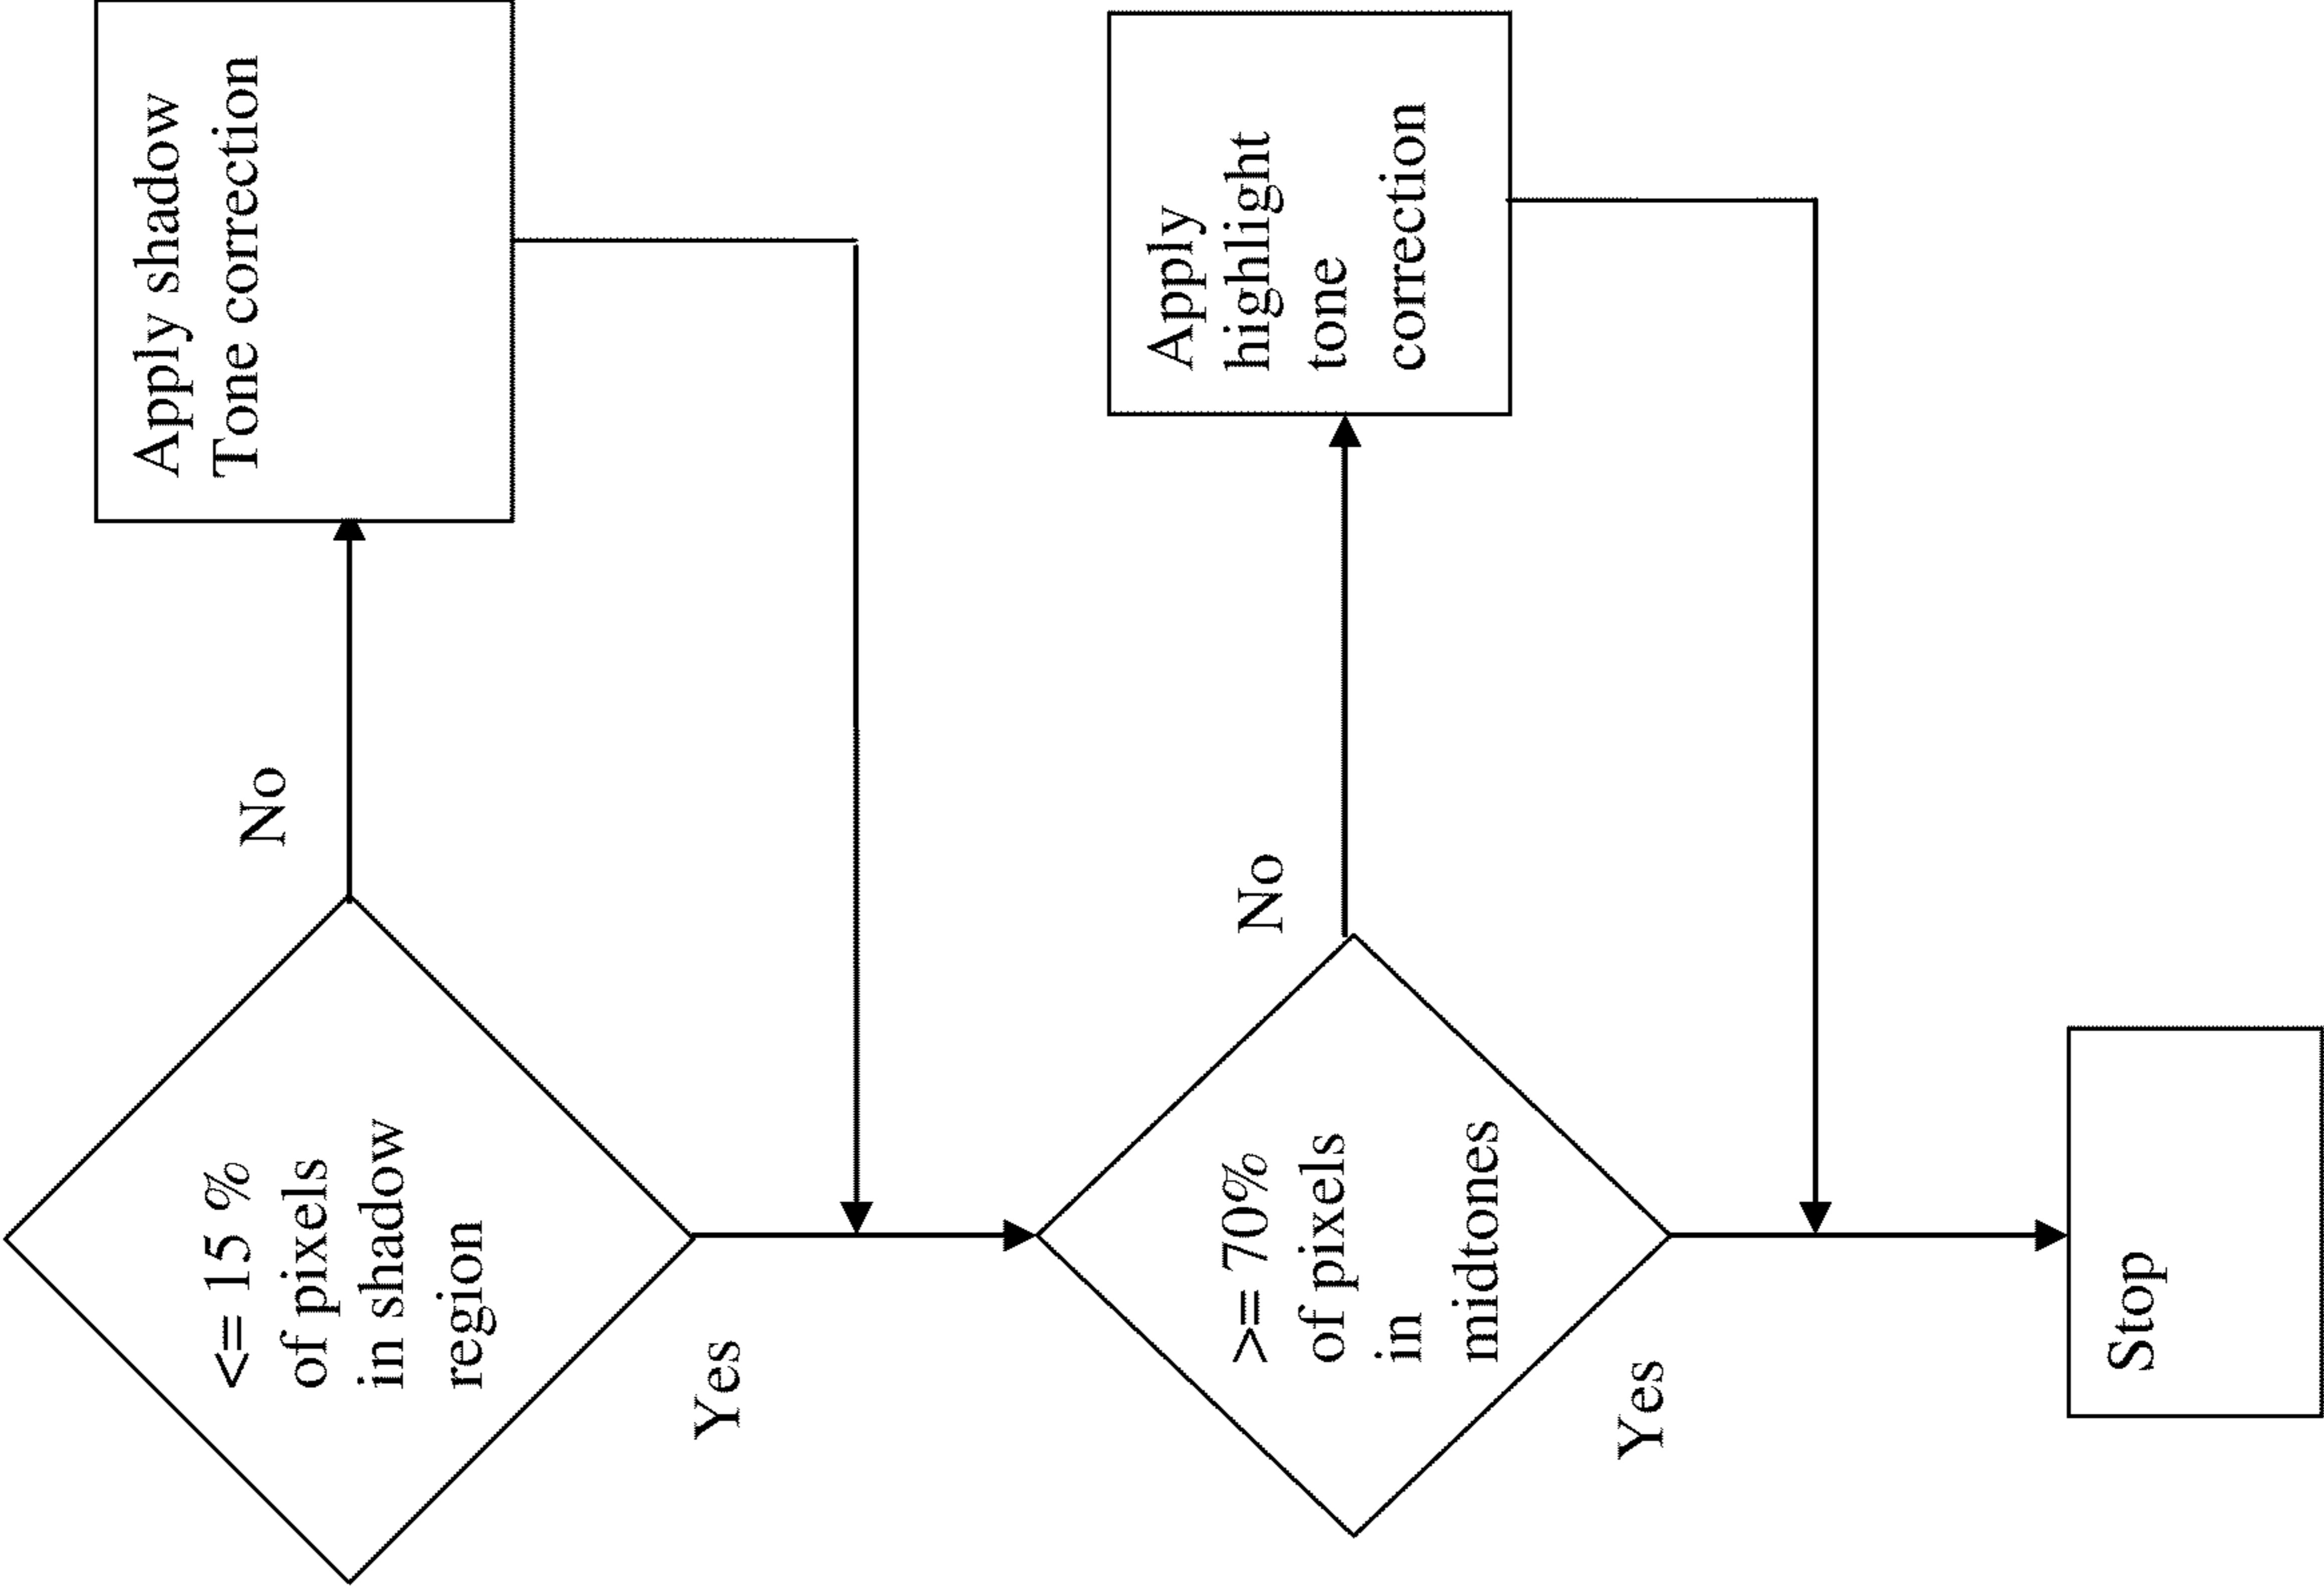 <= 15 %
of pixels
in shadow
region
No
Apply shadow
Tone correction
Yes
>= 70%
of pixels
in
midtones
No
Apply
highlight
tone
correction
Yes
Stop